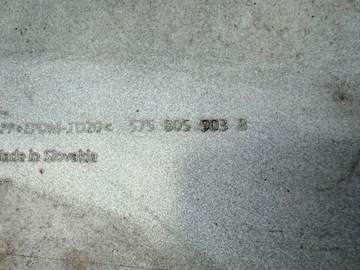 PP+EPDM-TD20< 575 805 903 B
Made in Slovakia